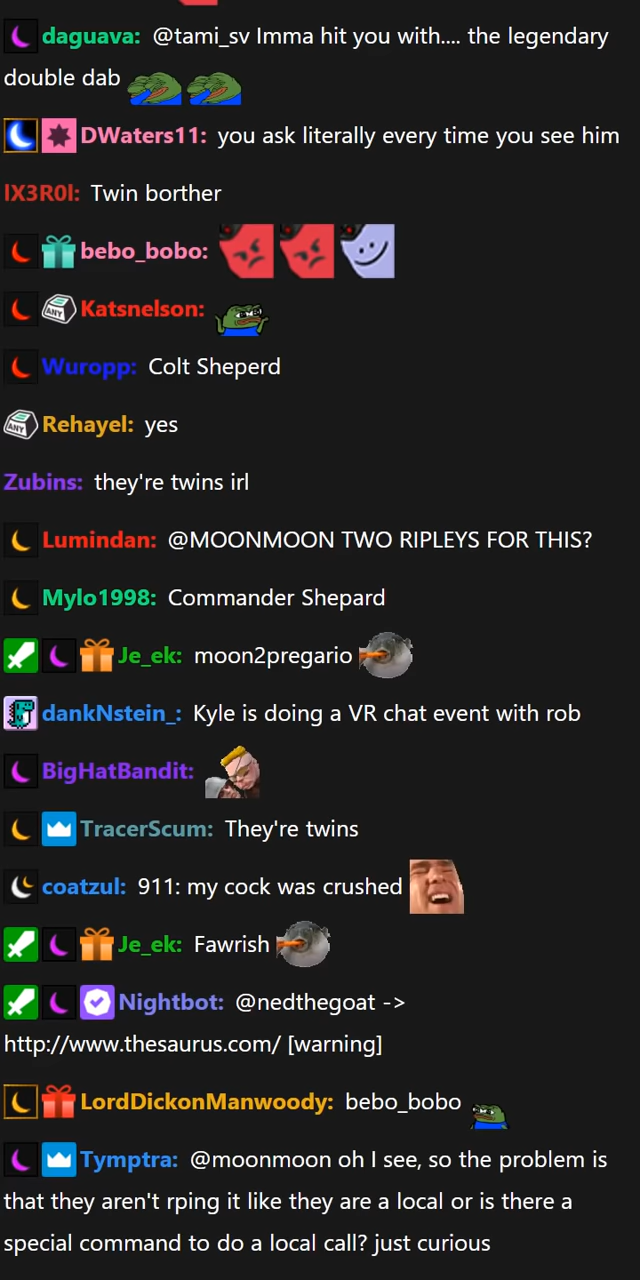 daguava: @tami_sv Imma hit you with.... the legendary
double dab
DWaters11: you ask literally every time you see him
lX3R0l: Twin borther
bebo_bobo:
ANY Katsnelson:
Wuropp: Colt Sheperd
ANY Rehayel: yes
Zubins: they're twins irl
Lumindan: @MOONMOON TWO RIPLEYS FOR THIS?
Mylo1998: Commander Shepard
Je_ek: moon2pregario
dankNstein_: Kyle is doing a VR chat event with rob
BigHatBandit:
TracerScum: They're twins
coatzul: 911: my cock was crushed
Je_ek: Fawrish
Nightbot: @nedthegoat ->
http://www.thesaurus.com/ [warning]
LordDickonManwoody: bebo_bobo
Tymptra: @moonmoon oh I see, so the problem is
that they aren't rping it like they are a local or is there a
special command to do a local call? just curious